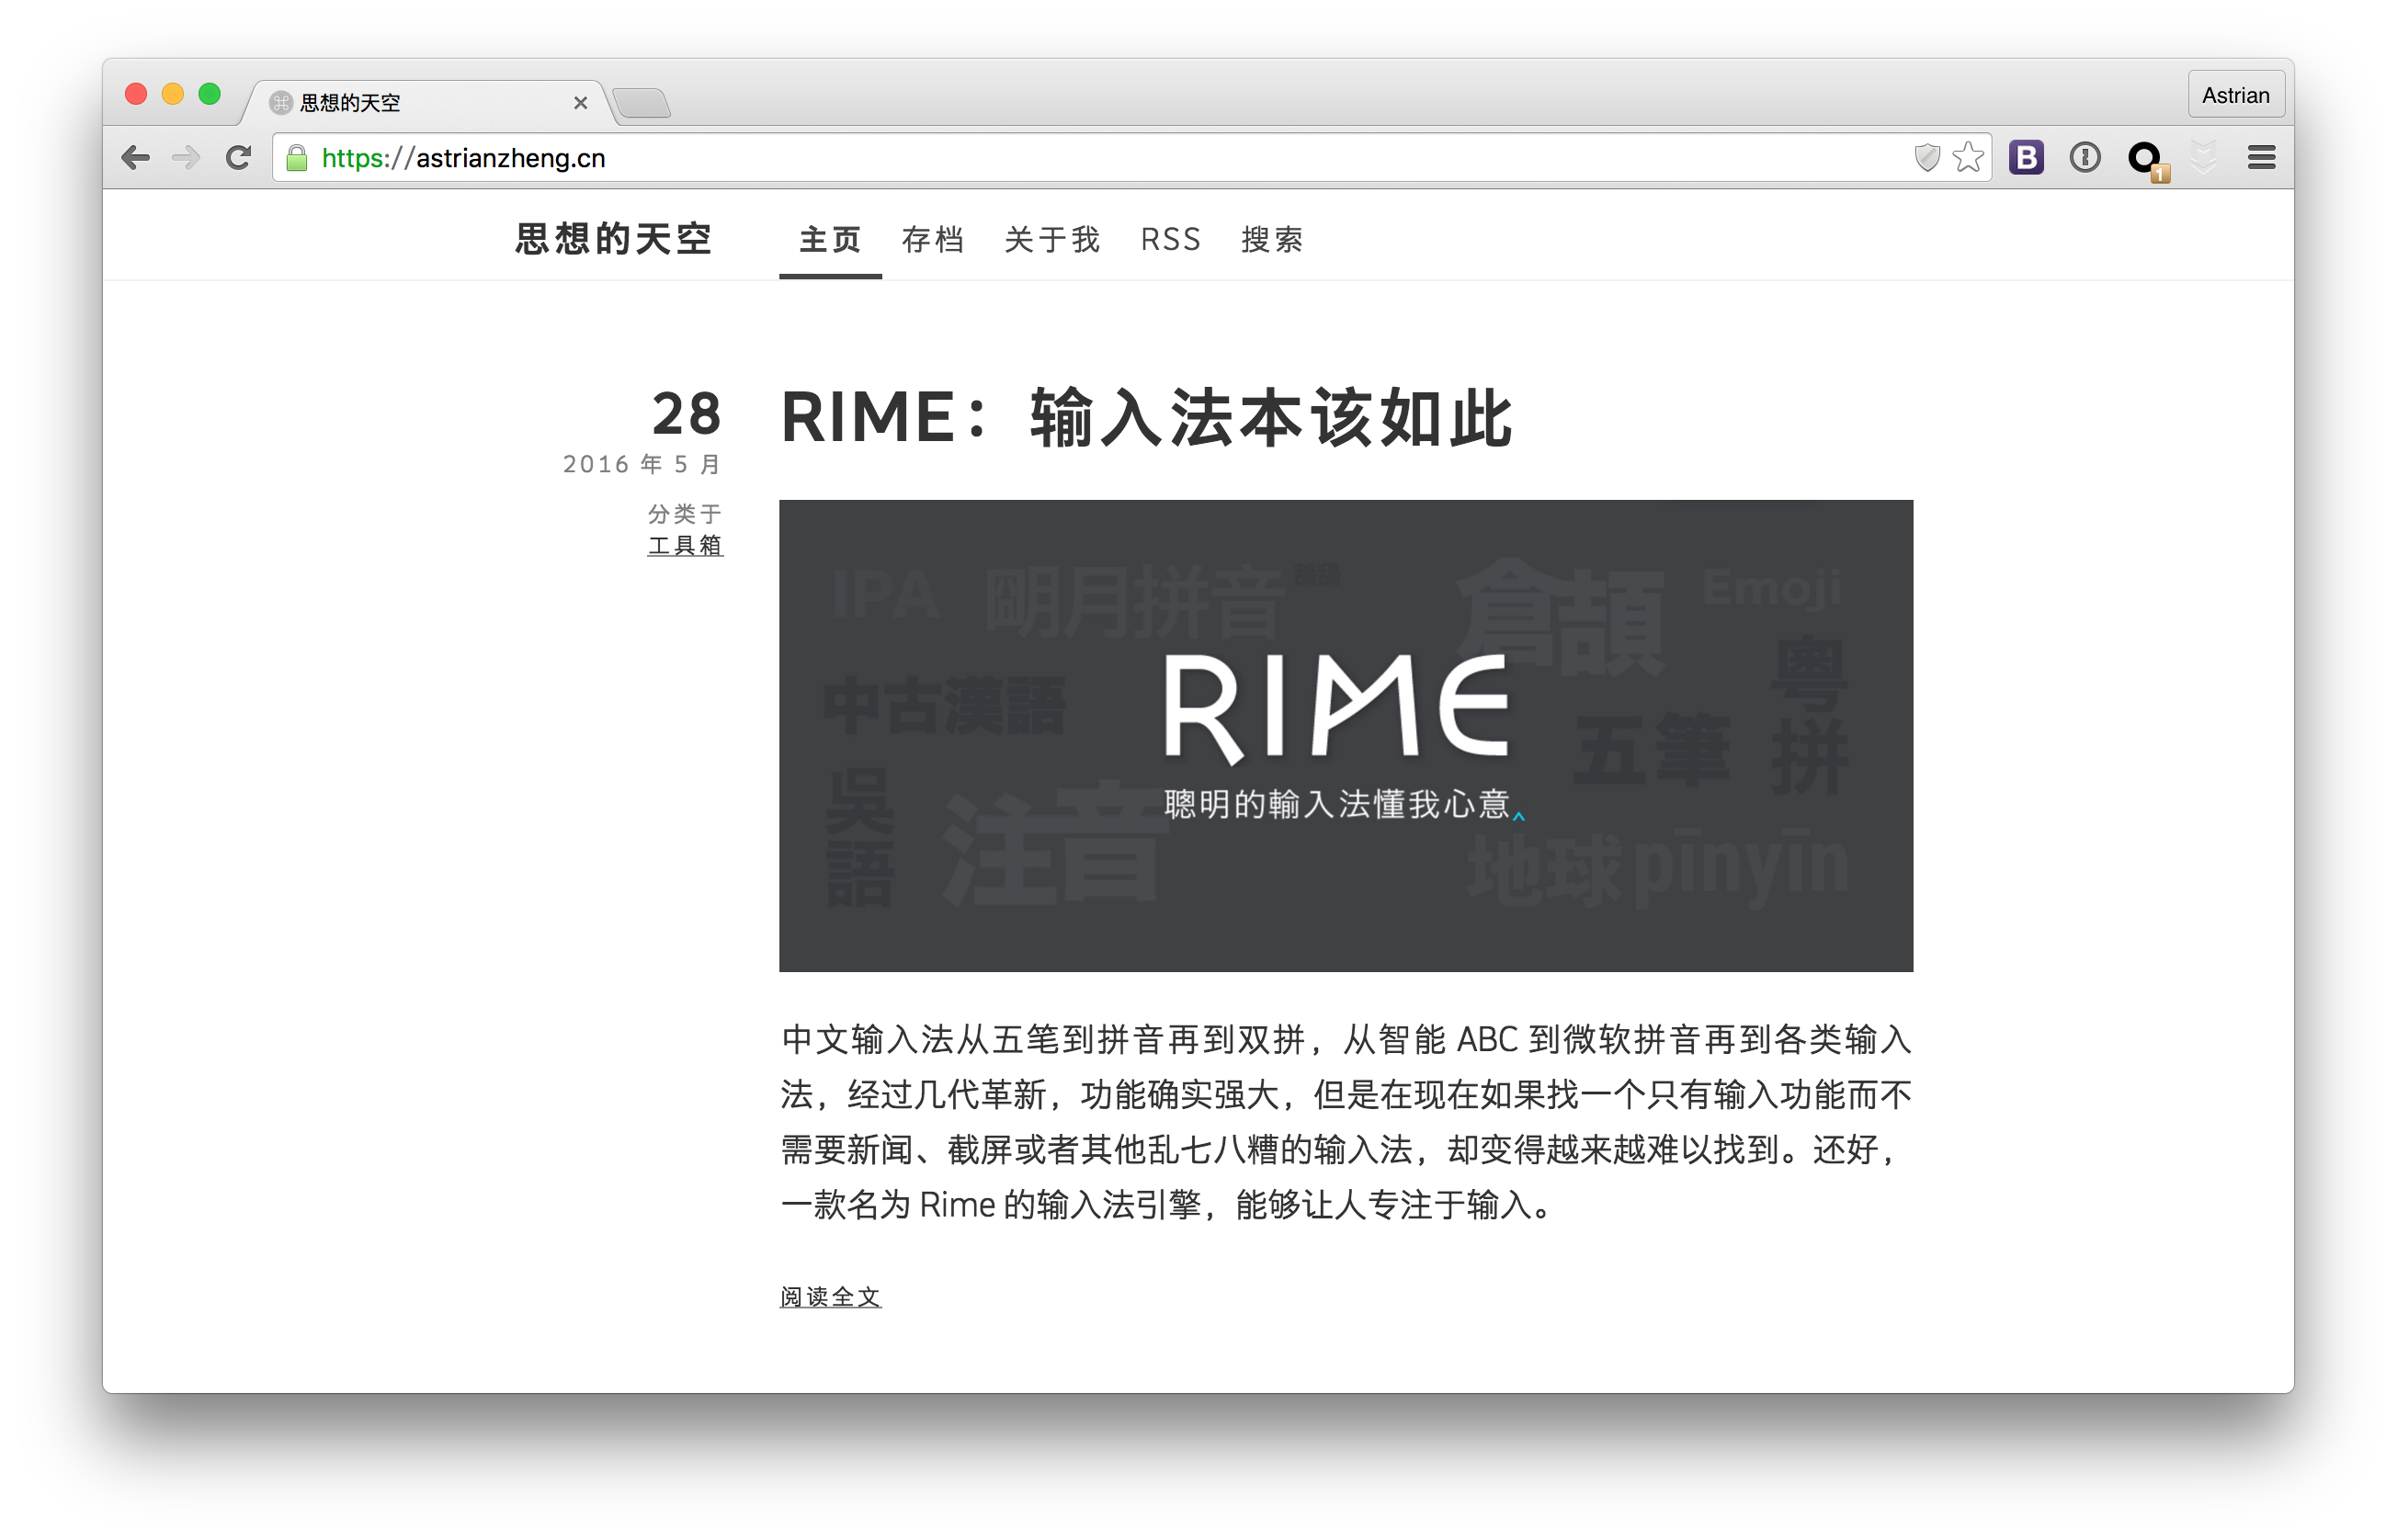 思想的天空
Astrian
https://astrianzheng.cn
1
思想的天空 主页 存档 关于我 RSS 搜索
28
2016 年 5 月
分类于
工具箱
RIME：输入法本该如此
IPA
朙月拼音
倉頡
Emoji
中古漢語
粵拼
五筆
吳語
注音
地球pīnyīn
RIME
聰明的輸入法懂我心意‸
中文输入法从五笔到拼音再到双拼，从智能 ABC 到微软拼音再到各类输入
法，经过几代革新，功能确实强大，但是在现在如果找一个只有输入功能而不
需要新闻、截屏或者其他乱七八糟的输入法，却变得越来越难以找到。还好，
一款名为 Rime 的输入法引擎，能够让人专注于输入。
阅读全文